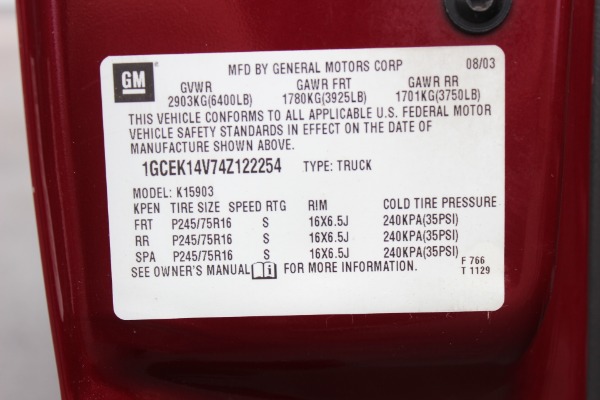 GM
MFD BY GENERAL MOTORS CORP 08/03
GVWR GAWR FRT GAWR RR
2903KG(6400LB) 1780KG(3925LB) 1701KG(3750LB)
THIS VEHICLE CONFORMS TO ALL APPLICABLE U.S. FEDERAL MOTOR
VEHICLE SAFETY STANDARDS IN EFFECT ON THE DATE OF
MANUFACTURE SHOWN ABOVE.
1GCEK14V74Z122254 TYPE: TRUCK
MODEL: K15903
KPEN TIRE SIZE SPEED RTG RIM COLD TIRE PRESSURE
FRT P245/75R16 S 16X6.5J 240KPA(35PSI)
RR P245/75R16 S 16X6.5J 240KPA(35PSI)
SPA P245/75R16 S 16X6.5J 240KPA(35PSI)
SEE OWNER'S MANUAL FOR MORE INFORMATION.
F 766
T 1129